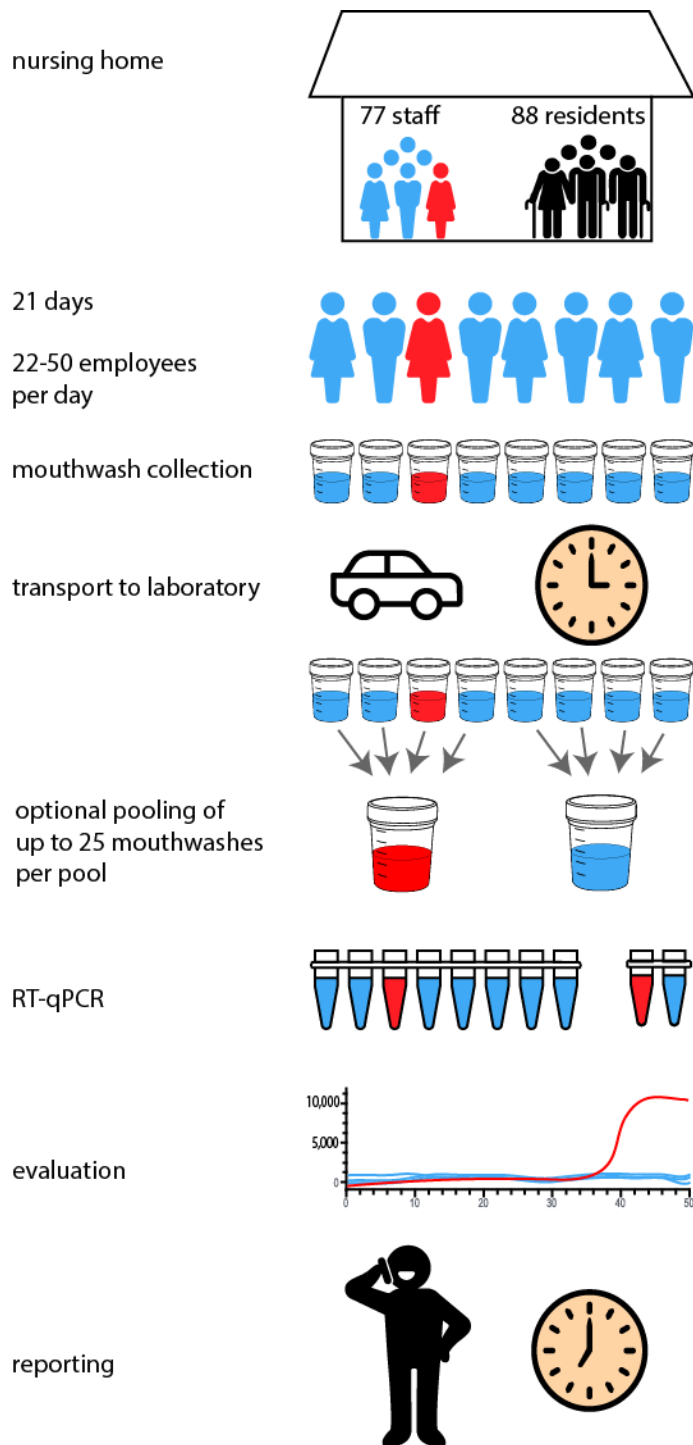 nursing home
77 staff
88 residents
21 days
22-50 employees
per day
mouthwash collection
transport to laboratory
optional pooling of
up to 25 mouthwashes
per pool
RT-qPCR
evaluation
10,000
5,000
0
0 10 20 30 40 50
reporting